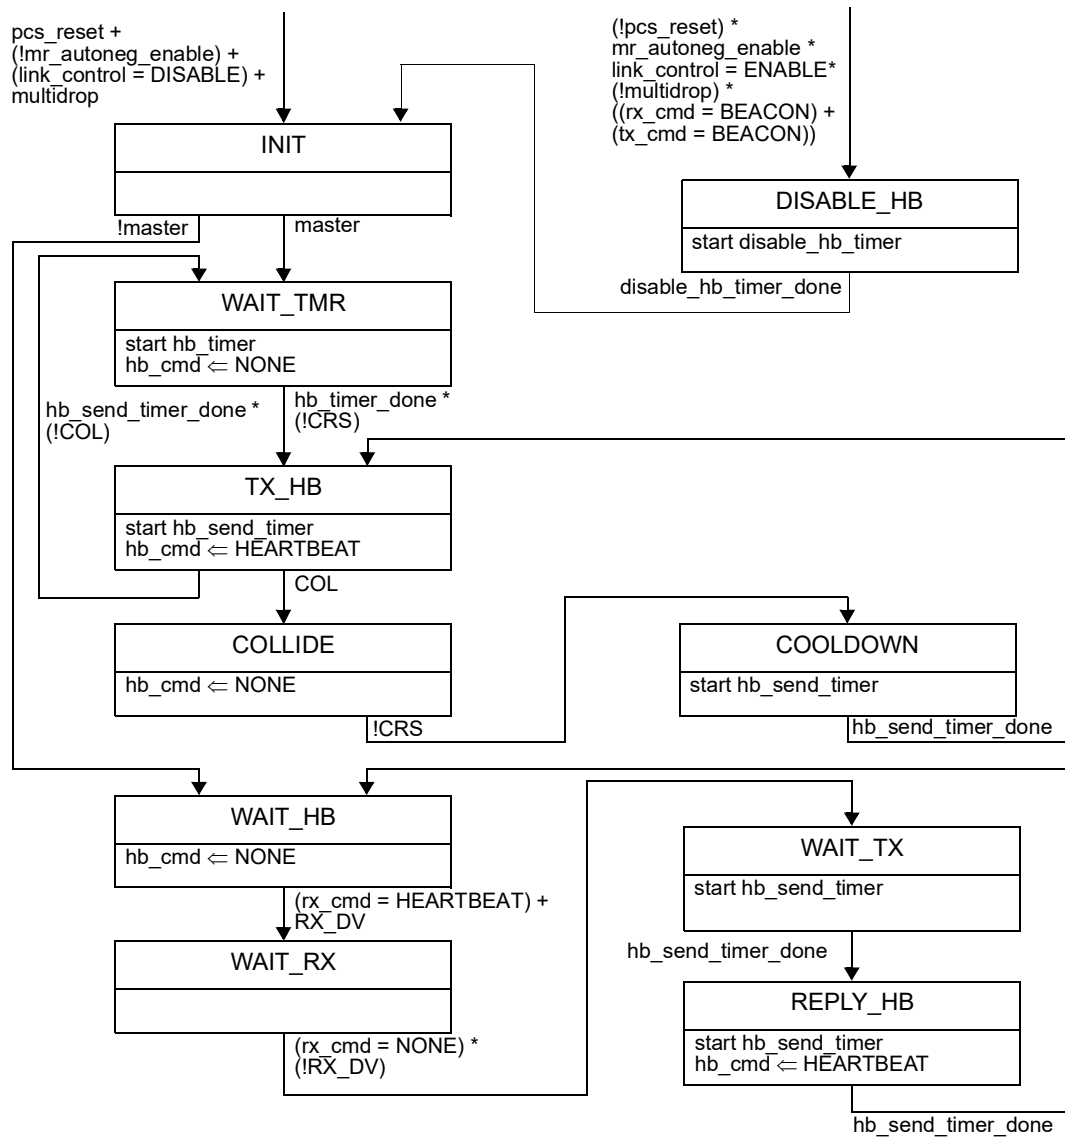 pcs_reset +
(!mr_autoneg_enable) +
(link_control = DISABLE) +
multidrop
(!pcs_reset) *
mr_autoneg_enable *
link_control = ENABLE*
(!multidrop) *
((rx_cmd = BEACON) +
(tx_cmd = BEACON))
INIT
DISABLE_HB
start disable_hb_timer
disable_hb_timer_done
!master
master
WAIT_TMR
start hb_timer
hb_cmd ⇐ NONE
hb_send_timer_done *
(!COL)
hb_timer_done *
(!CRS)
TX_HB
start hb_send_timer
hb_cmd ⇐ HEARTBEAT
COL
COLLIDE
hb_cmd ⇐ NONE
!CRS
COOLDOWN
start hb_send_timer
hb_send_timer_done
WAIT_HB
hb_cmd ⇐ NONE
(rx_cmd = HEARTBEAT) +
RX_DV
WAIT_RX
(rx_cmd = NONE) *
(!RX_DV)
WAIT_TX
start hb_send_timer
hb_send_timer_done
REPLY_HB
start hb_send_timer
hb_cmd ⇐ HEARTBEAT
hb_send_timer_done